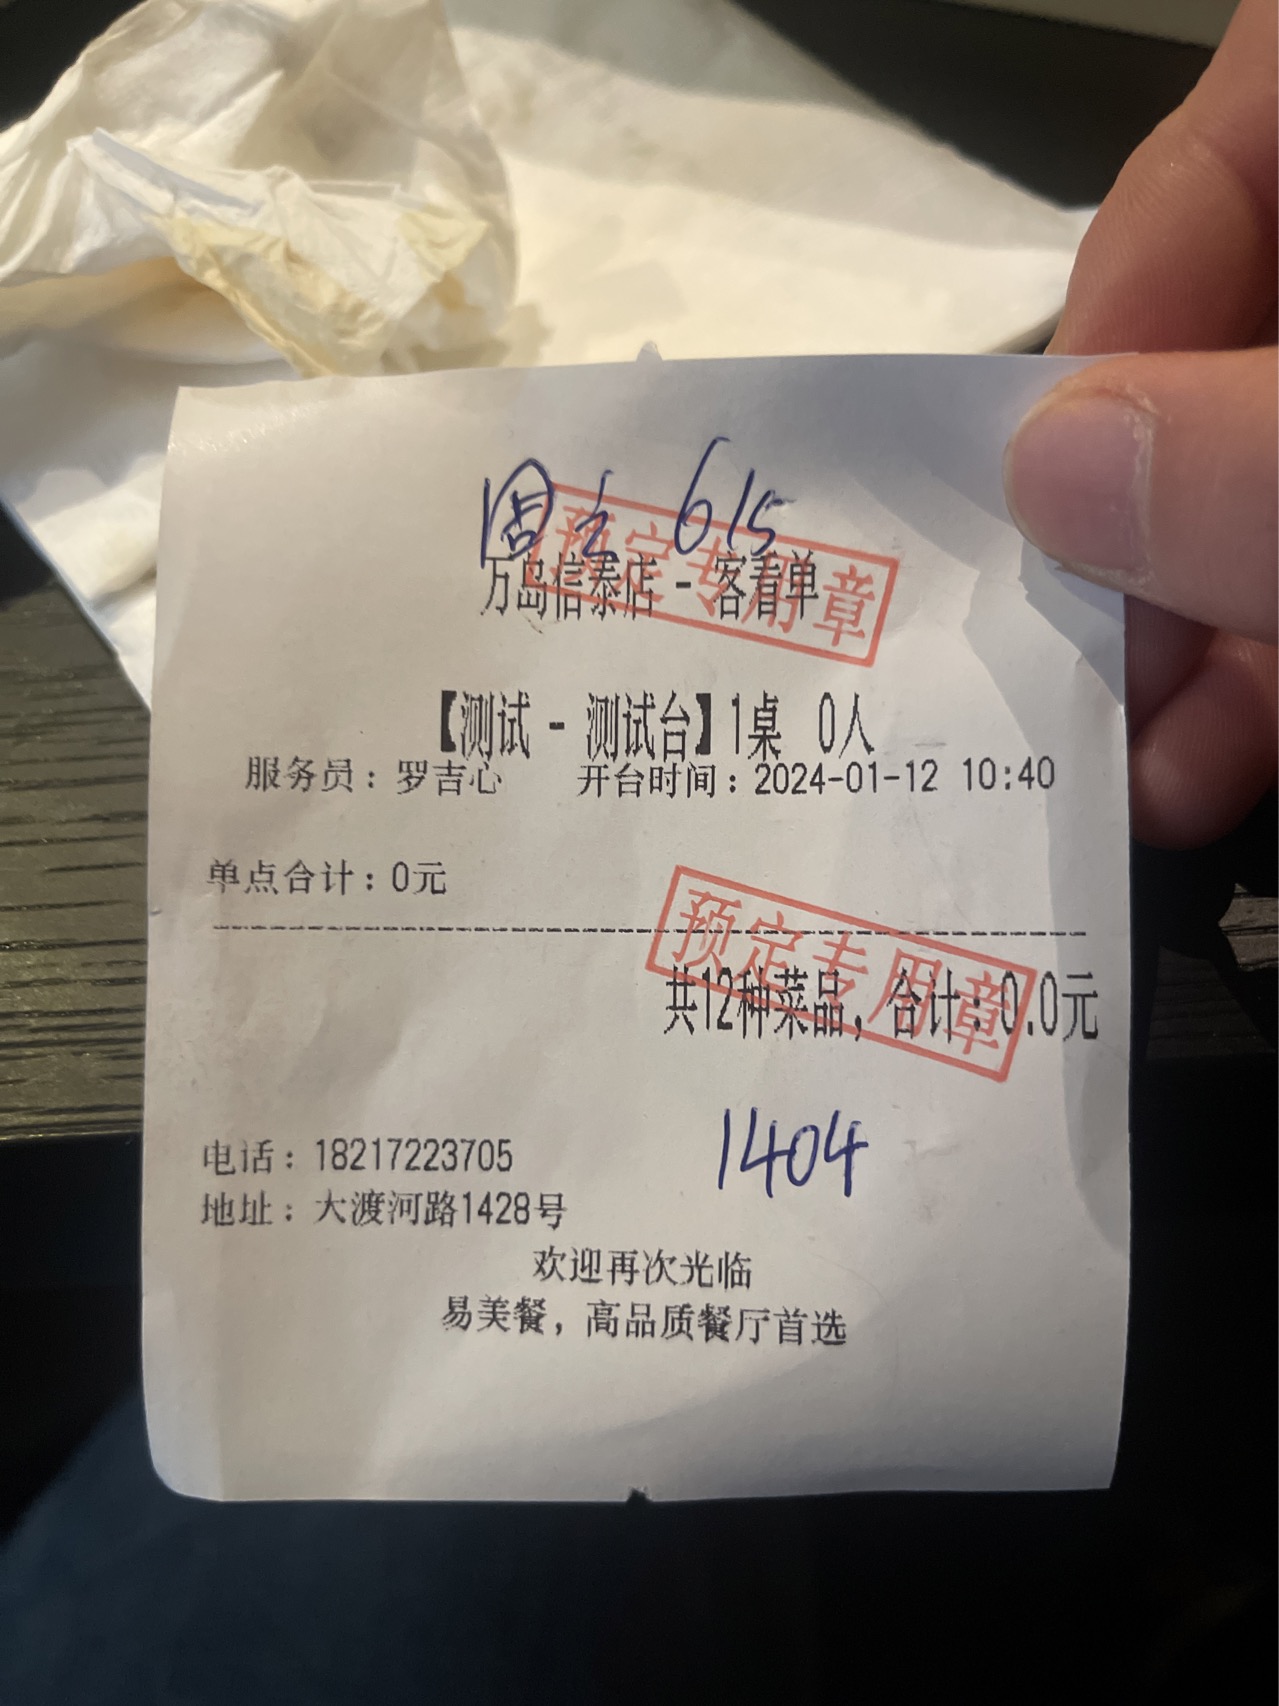 周 615
预定专用章
万岛信泰店 - 客看单
【测试 - 测试台】1桌 0人
服务员：罗吉心 开台时间：2024-01-12 10:40
单点合计：0元
预定专用章
共12种菜品，合计：0.0元
1404
电话：18217223705
地址：大渡河路1428号
欢迎再次光临
易美餐，高品质餐厅首选